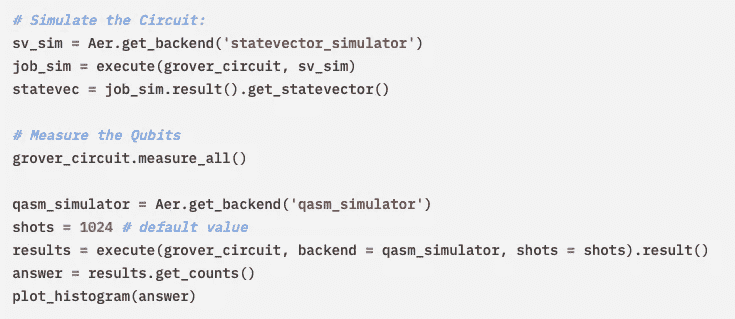 # Simulate the Circuit:
sv_sim = Aer.get_backend('statevector_simulator')
job_sim = execute(grover_circuit, sv_sim)
statevec = job_sim.result().get_statevector()
# Measure the Qubits
grover_circuit.measure_all()
qasm_simulator = Aer.get_backend('qasm_simulator')
shots = 1024 # default value
results = execute(grover_circuit, backend = qasm_simulator, shots = shots).result()
answer = results.get_counts()
plot_histogram(answer)